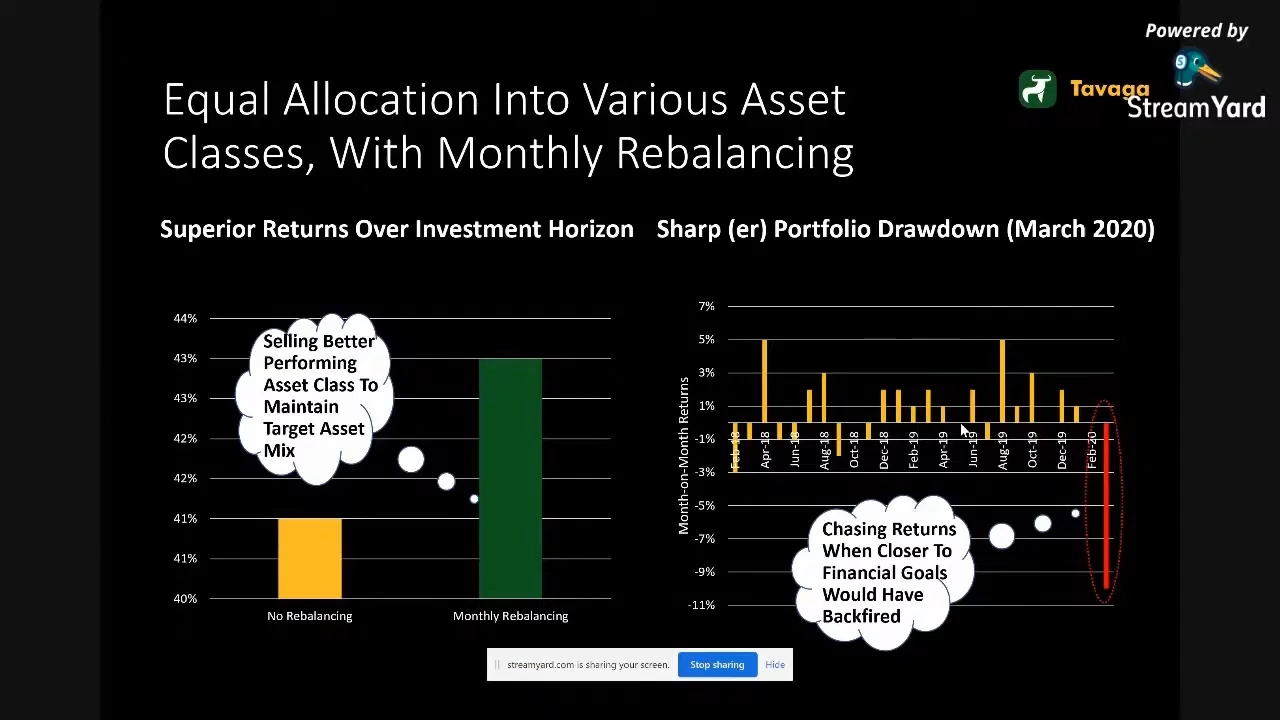 Powered by
StreamYard
Tavaga
Equal Allocation Into Various Asset
Classes, With Monthly Rebalancing
Superior Returns Over Investment Horizon
Sharp (er) Portfolio Drawdown (March 2020)
44%
43%
43%
42%
42%
41%
41%
40%
Selling Better
Performing
Asset Class To
Maintain
Target Asset
Mix
No Rebalancing
Monthly Rebalancing
Month-on-Month Returns
7%
5%
3%
1%
-1%
-3%
-5%
-7%
-9%
-11%
Feb-18
Apr-18
Jun-18
Aug-18
Oct-18
Dec-18
Feb-19
Apr-19
Jun-19
Aug-19
Oct-19
Dec-19
Feb-20
Chasing Returns
When Closer To
Financial Goals
Would Have
Backfired
streamyard.com is sharing your screen.
Stop sharing
Hide